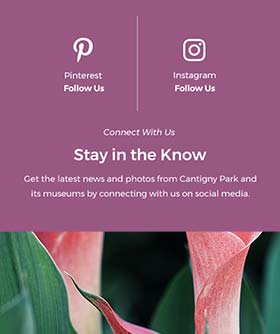 Pinterest
Follow Us
Instagram
Follow Us
Connect With Us
Stay in the Know
Get the latest news and photos from Cantigny Park and
its museums by connecting with us on social media.